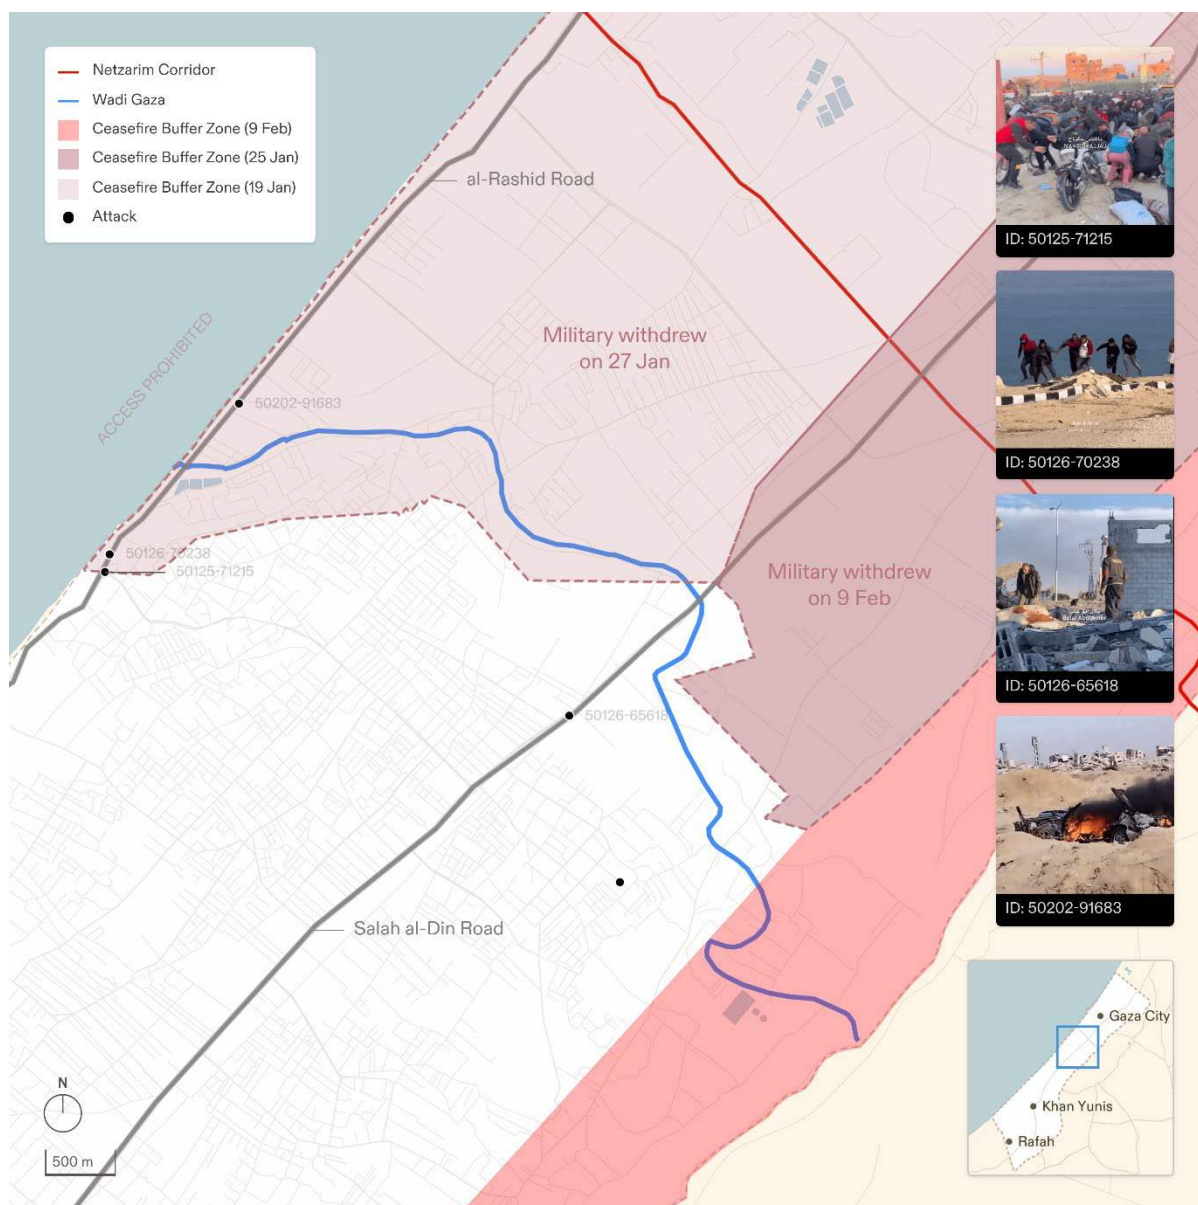 Netzarim Corridor
Wadi Gaza
Ceasefire Buffer Zone (9 Feb)
Ceasefire Buffer Zone (25 Jan)
Ceasefire Buffer Zone (19 Jan)
Attack
al-Rashid Road
ACCESS PROHIBITED
Military withdrew
on 27 Jan
50202-91683
50126-70238
50125-71215
Military withdrew
on 9 Feb
50126-65618
Salah al-Din Road
N
500 m
ID: 50125-71215
ID: 50126-70238
ID: 50126-65618
ID: 50202-91683
Gaza City
Khan Yunis
Rafah